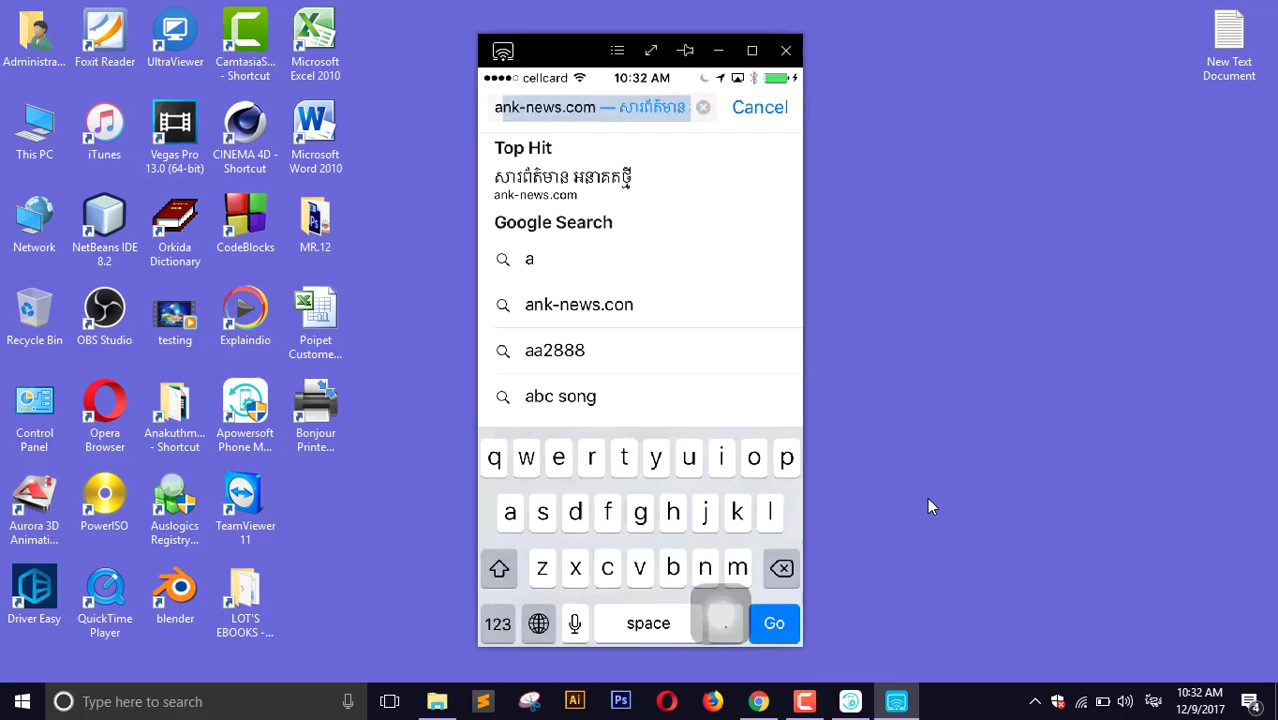 Administra...
Foxit Reader
UltraViewer
CamtasiaS...
- Shortcut
Microsoft
Excel 2010
This PC
iTunes
Vegas Pro
13.0 (64-bit)
CINEMA 4D -
Shortcut
Microsoft
Word 2010
Network
NetBeans IDE
8.2
Orkida
Dictionary
CodeBlocks
MR.12
Recycle Bin
OBS Studio
testing
Explaindio
Poipet
Custome...
Control
Panel
Opera
Browser
Anakuthm...
- Shortcut
Apowersoft
Phone M...
Bonjour
Printe...
Aurora 3D
Animati...
PowerISO
Auslogics
Registry...
TeamViewer
11
Driver Easy
QuickTime
Player
blender
LOT'S
EBOOKS -...
New Text
Document
cellcard
10:32 AM
ank-news.com — សារព័ត៌មាន
Cancel
Top Hit
សារព័ត៌មាន អនាគតថ្មី
ank-news.com
Google Search
a
ank-news.con
aa2888
abc song
q w e r t y u i o p
a s d f g h j k l
z x c v b n m
123
space
.
Go
Type here to search
10:32 AM
12/9/2017
4